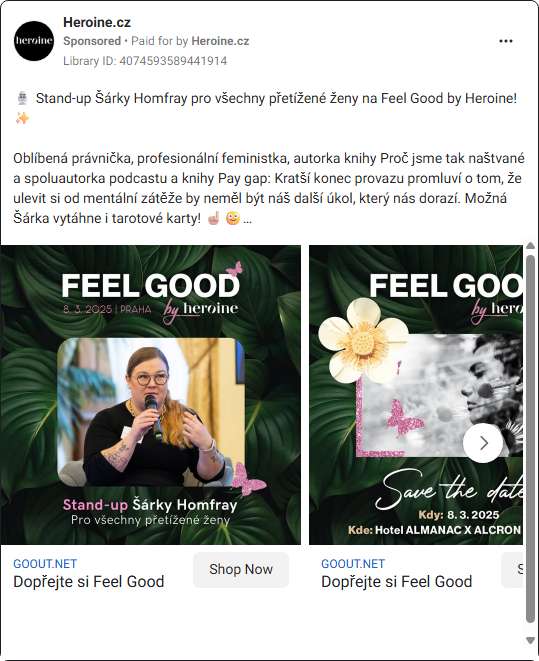 heroine
Heroine.cz
Sponsored • Paid for by Heroine.cz
Library ID: 4074593589441914
Stand-up Šárky Homfray pro všechny přetížené ženy na Feel Good by Heroine!
Oblíbená právnička, profesionální feministka, autorka knihy Proč jsme tak naštvané
a spoluautorka podcastu a knihy Pay gap: Kratší konec provazu promluví o tom, že
ulevit si od mentální zátěže by neměl být náš další úkol, který nás dorazí. Možná
Šárka vytáhne i tarotové karty! ☝🏼 😜 ...
FEEL GOOD
8. 3. 2025 | PRAHA
by heroine
Stand-up Šárky Homfray
Pro všechny přetížené ženy
GOOUT.NET
Dopřejte si Feel Good
Shop Now
FEEL GOO
by hero
Save the date
Kdy: 8. 3. 2025
Kde: Hotel ALMANAC X ALCRON
GOOUT.NET
Dopřejte si Feel Good
S